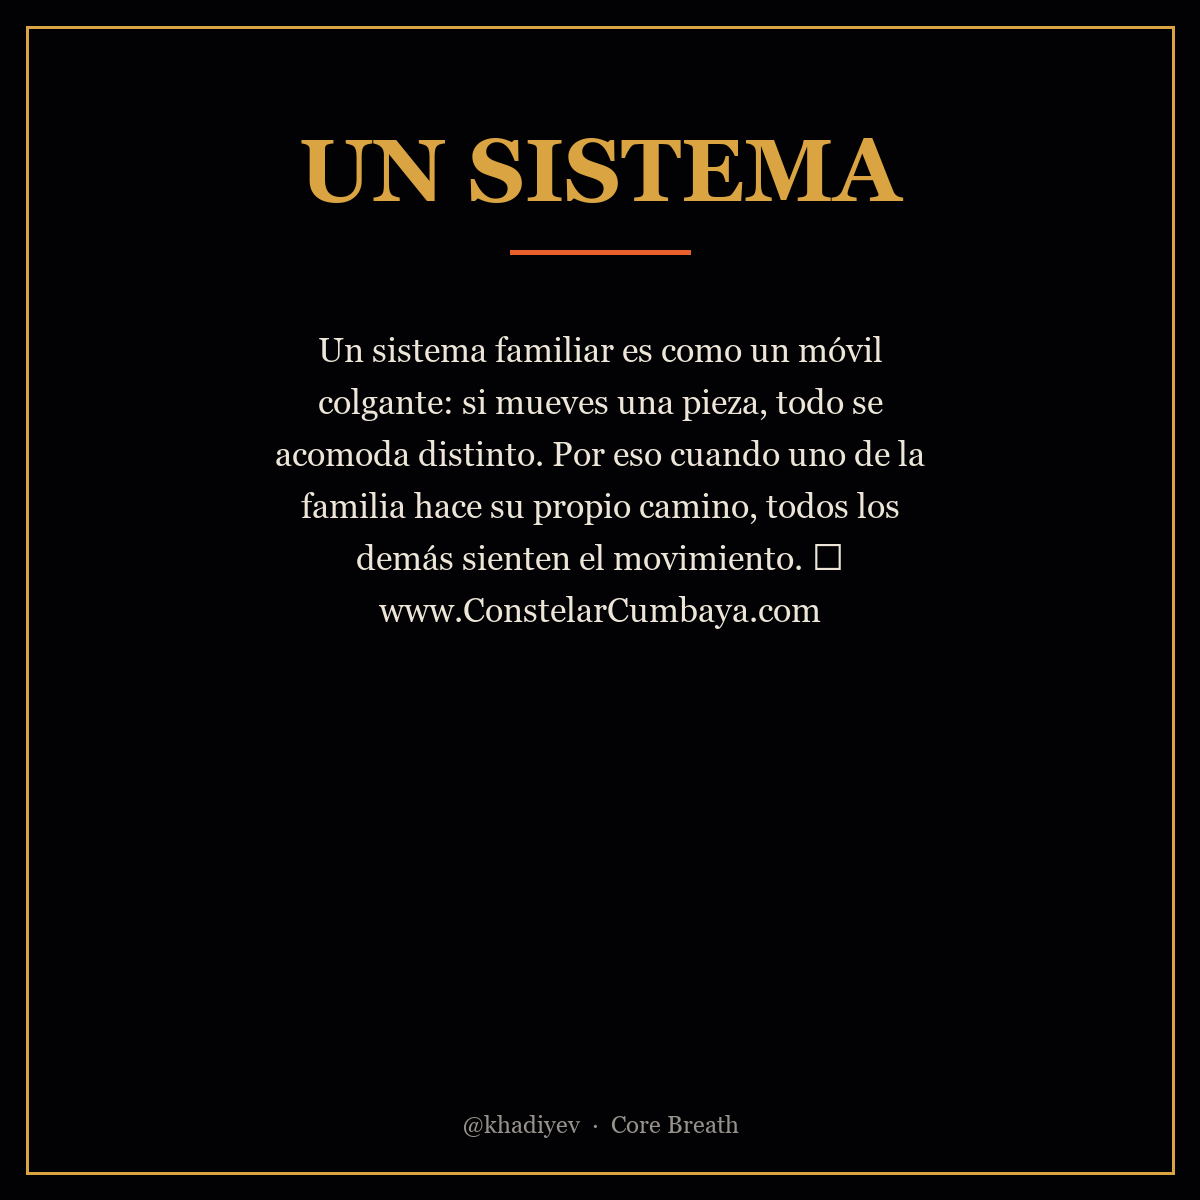 UN SISTEMA
Un sistema familiar es como un móvil
colgante: si mueves una pieza, todo se
acomoda distinto. Por eso cuando uno de la
familia hace su propio camino, todos los
demás sienten el movimiento. □
www.ConstelarCumbaya.com
@khadiyev · Core Breath